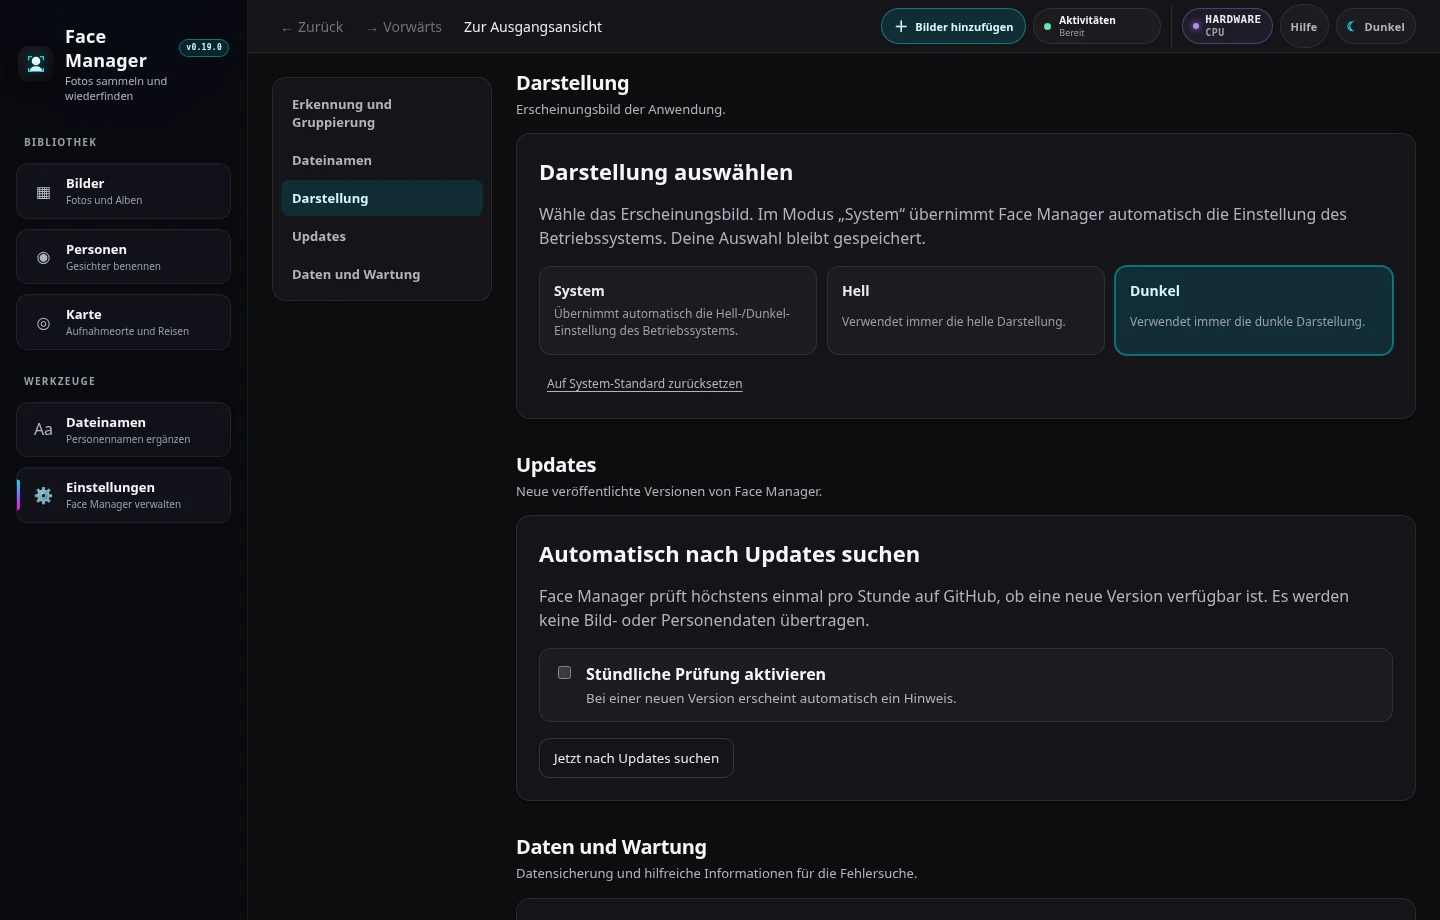 Face
Manager
v0.19.0
Fotos sammeln und
wiederfinden
BIBLIOTHEK
Bilder
Fotos und Alben
Personen
Gesichter benennen
Karte
Aufnahmeorte und Reisen
WERKZEUGE
Aa
Dateinamen
Personennamen ergänzen
Einstellungen
Face Manager verwalten
← Zurück
→ Vorwärts
Zur Ausgangsansicht
+ Bilder hinzufügen
Aktivitäten
Bereit
HARDWARE
CPU
Hilfe
Dunkel
Erkennung und
Gruppierung
Dateinamen
Darstellung
Updates
Daten und Wartung
Darstellung
Erscheinungsbild der Anwendung.
Darstellung auswählen
Wähle das Erscheinungsbild. Im Modus „System“ übernimmt Face Manager automatisch die Einstellung des
Betriebssystems. Deine Auswahl bleibt gespeichert.
System
Übernimmt automatisch die Hell-/Dunkel-
Einstellung des Betriebssystems.
Hell
Verwendet immer die helle Darstellung.
Dunkel
Verwendet immer die dunkle Darstellung.
Auf System-Standard zurücksetzen
Updates
Neue veröffentlichte Versionen von Face Manager.
Automatisch nach Updates suchen
Face Manager prüft höchstens einmal pro Stunde auf GitHub, ob eine neue Version verfügbar ist. Es werden
keine Bild- oder Personendaten übertragen.
Stündliche Prüfung aktivieren
Bei einer neuen Version erscheint automatisch ein Hinweis.
Jetzt nach Updates suchen
Daten und Wartung
Datensicherung und hilfreiche Informationen für die Fehlersuche.